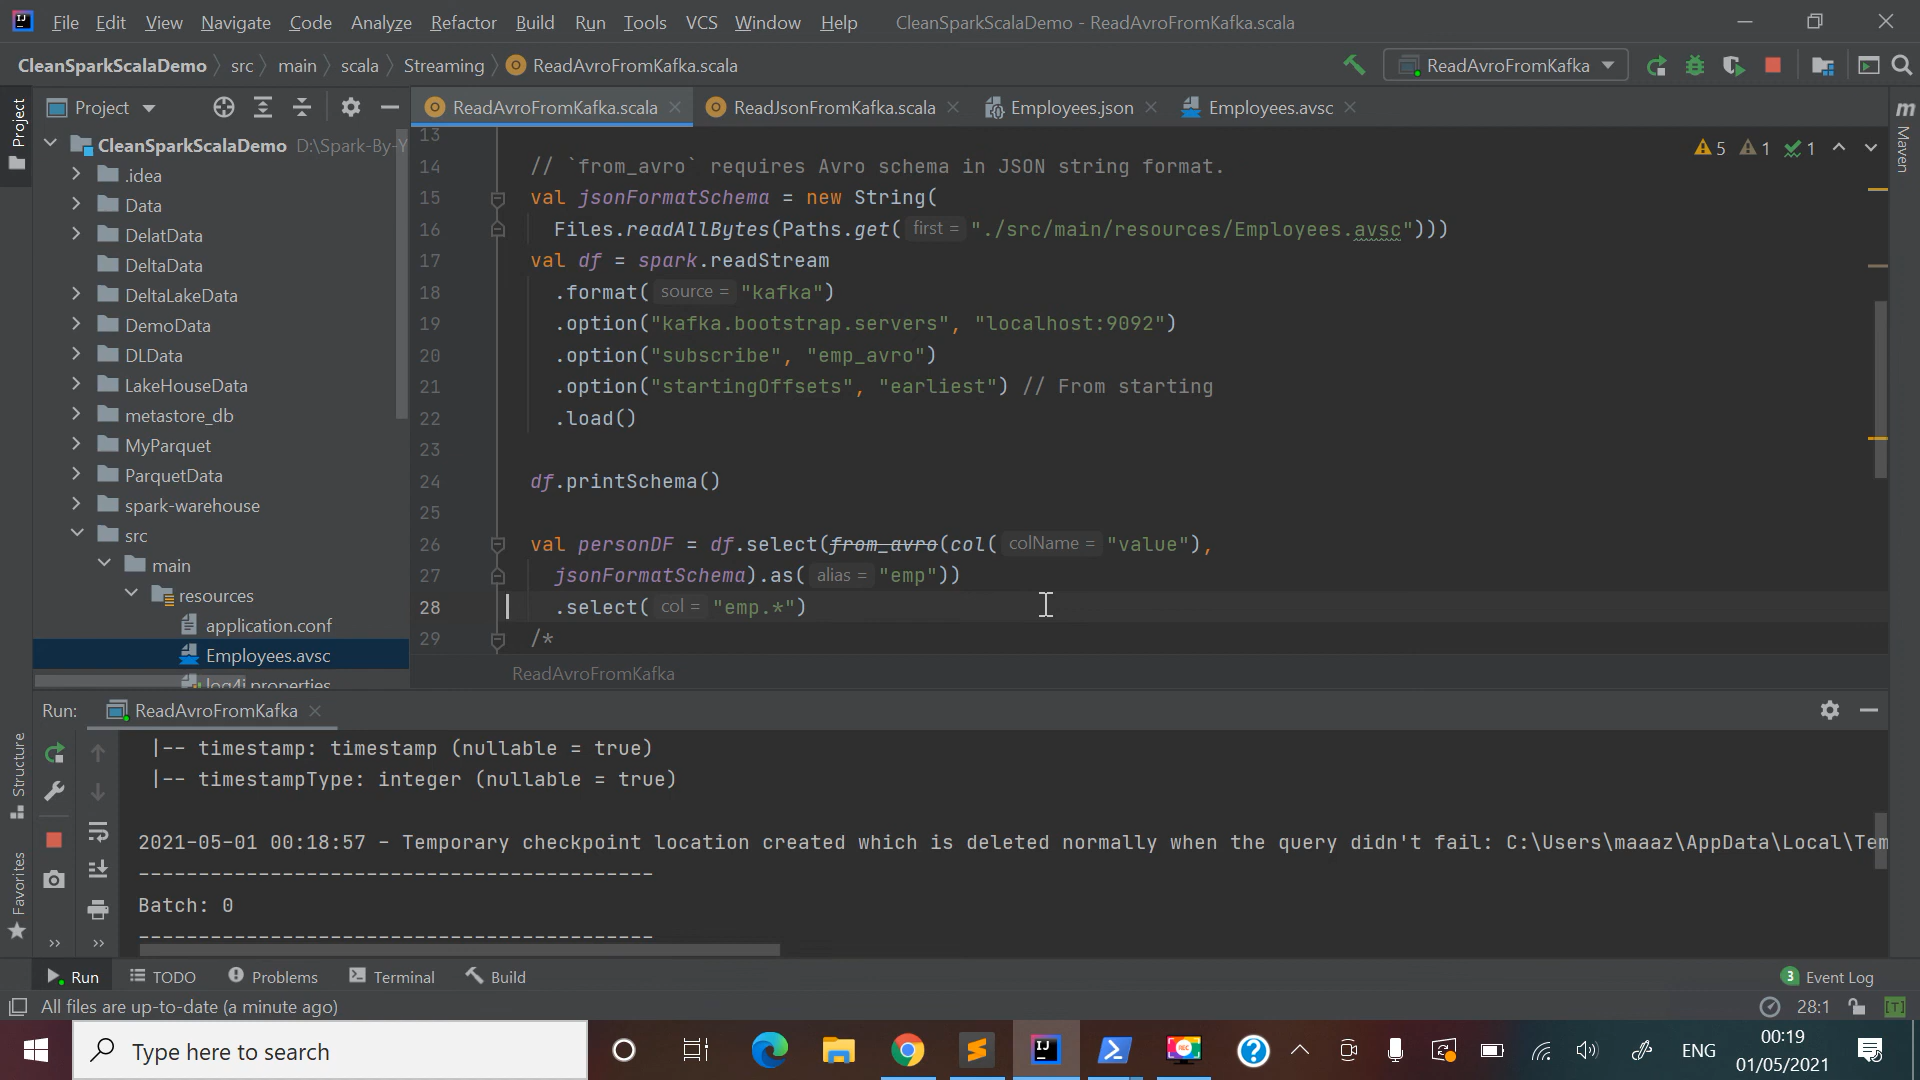 File Edit View Navigate Code Analyze Refactor Build Run Tools VCS Window Help CleanSparkScalaDemo - ReadAvroFromKafka.scala
CleanSparkScalaDemo src main scala Streaming ReadAvroFromKafka.scala ReadAvroFromKafka
Project
Project
ReadAvroFromKafka.scala ReadJsonFromKafka.scala Employees.json Employees.avsc
Maven
CleanSparkScalaDemo D:\Spark-By-Y
.idea
Data
DelatData
DeltaData
DeltaLakeData
DemoData
DLData
LakeHouseData
metastore_db
MyParquet
ParquetData
spark-warehouse
src
main
resources
application.conf
Employees.avsc
log4j.properties
5 1 1
13
14 // `from_avro` requires Avro schema in JSON string format.
15 val jsonFormatSchema = new String(
16 Files.readAllBytes(Paths.get( first = "./src/main/resources/Employees.avsc")))
17 val df = spark.readStream
18 .format( source = "kafka")
19 .option("kafka.bootstrap.servers", "localhost:9092")
20 .option("subscribe", "emp_avro")
21 .option("startingOffsets", "earliest") // From starting
22 .load()
23
24 df.printSchema()
25
26 val personDF = df.select(from_avro(col( colName = "value"),
27 jsonFormatSchema).as( alias = "emp"))
28 .select( col = "emp.*")
29 /*
ReadAvroFromKafka
Run: ReadAvroFromKafka
Structure
Favorites
|-- timestamp: timestamp (nullable = true)
|-- timestampType: integer (nullable = true)
2021-05-01 00:18:57 - Temporary checkpoint location created which is deleted normally when the query didn't fail: C:\Users\maaaz\AppData\Local\Tem
-------------------------------------------
Batch: 0
-------------------------------------------
Run TODO Problems Terminal Build 3 Event Log
All files are up-to-date (a minute ago) 28:1 [T]
Type here to search ENG 00:19
01/05/2021